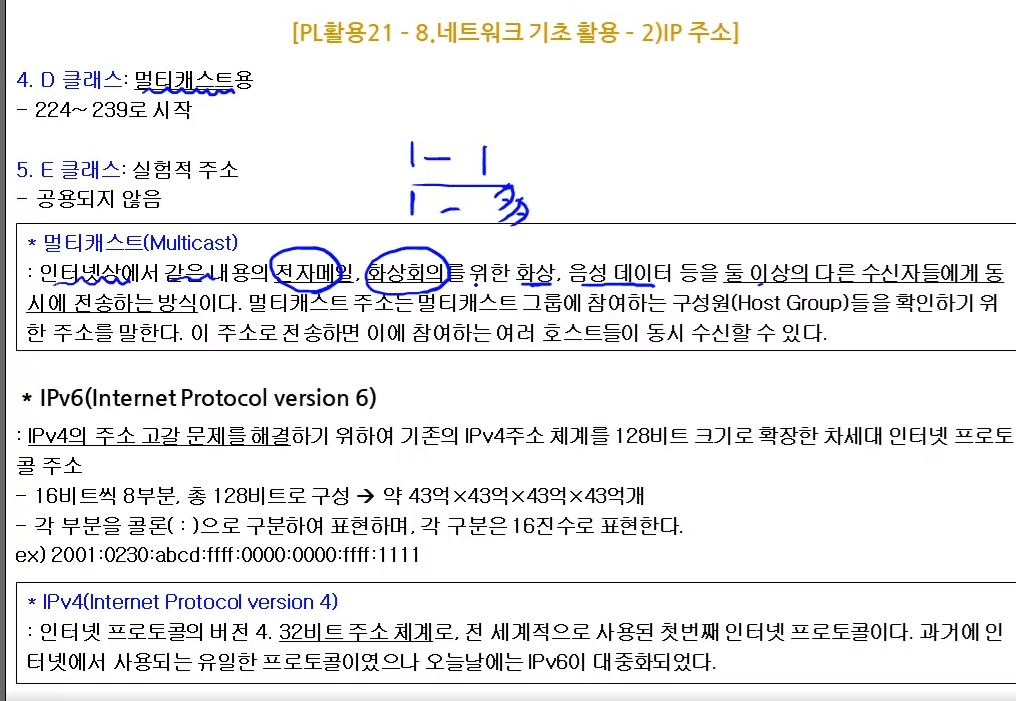 [PL활용21 - 8.네트워크 기초 활용 - 2)IP 주소]
4. D 클래스: 멀티캐스트용
- 224~ 239로 시작
5. E 클래스: 실험적 주소
- 공용되지 않음
1 - 1
1 - 多
* 멀티캐스트(Multicast)
: 인터넷상에서 같은 내용의 전자메일, 화상회의를 위한 화상, 음성 데이터 등을 둘 이상의 다른 수신자들에게 동
시에 전송하는 방식이다. 멀티캐스트 주소는 멀티캐스트 그룹에 참여하는 구성원(Host Group)들을 확인하기 위
한 주소를 말한다. 이 주소로 전송하면 이에 참여하는 여러 호스트들이 동시 수신할 수 있다.
* IPv6(Internet Protocol version 6)
: IPv4의 주소 고갈 문제를 해결하기 위하여 기존의 IPv4주소 체계를 128비트 크기로 확장한 차세대 인터넷 프로토
콜 주소
- 16비트씩 8부분, 총 128비트로 구성 → 약 43억×43억×43억×43억개
- 각 부분을 콜론( : )으로 구분하여 표현하며, 각 구분은 16진수로 표현한다.
ex) 2001:0230:abcd:ffff:0000:0000:ffff:1111
* IPv4(Internet Protocol version 4)
: 인터넷 프로토콜의 버전 4. 32비트 주소 체계로, 전 세계적으로 사용된 첫번째 인터넷 프로토콜이다. 과거에 인
터넷에서 사용되는 유일한 프로토콜이였으나 오늘날에는 IPv6이 대중화되었다.